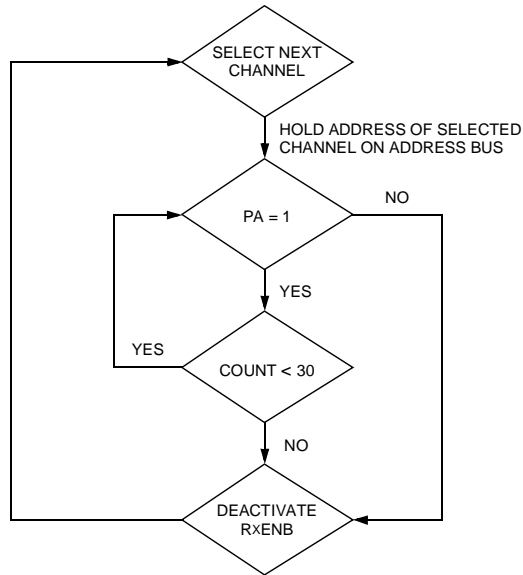 SELECT NEXT
CHANNEL
HOLD ADDRESS OF SELECTED
CHANNEL ON ADDRESS BUS
PA = 1
NO
YES
YES
COUNT < 30
NO
DEACTIVATE
RXENB